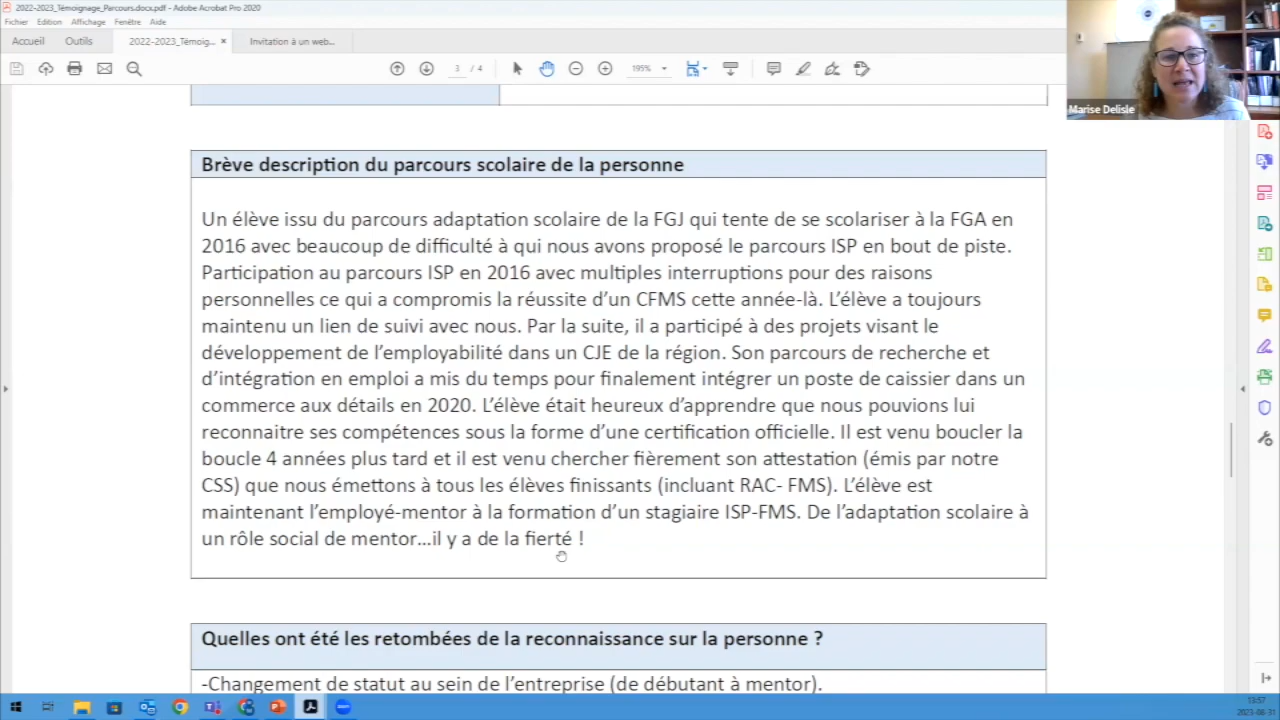 2022-2023_Témoignage_Parcours.docx.pdf - Adobe Acrobat Pro 2020
Fichier Edition Affichage Fenêtre Aide
Accueil Outils 2022-2023_Témoig... × Invitation à un web...
3 195%
Marise Delisle
Brève description du parcours scolaire de la personne
Un élève issu du parcours adaptation scolaire de la FGJ qui tente de se scolariser à la FGA en
2016 avec beaucoup de difficulté à qui nous avons proposé le parcours ISP en bout de piste.
Participation au parcours ISP en 2016 avec multiples interruptions pour des raisons
personnelles ce qui a compromis la réussite d’un CFMS cette année-là. L’élève a toujours
maintenu un lien de suivi avec nous. Par la suite, il a participé à des projets visant le
développement de l’employabilité dans un CJE de la région. Son parcours de recherche et
d’intégration en emploi a mis du temps pour finalement intégrer un poste de caissier dans un
commerce aux détails en 2020. L’élève était heureux d’apprendre que nous pouvions lui
reconnaitre ses compétences sous la forme d’une certification officielle. Il est venu boucler la
boucle 4 années plus tard et il est venu chercher fièrement son attestation (émis par notre
CSS) que nous émettons à tous les élèves finissants (incluant RAC- FMS). L’élève est
maintenant l’employé-mentor à la formation d’un stagiaire ISP-FMS. De l’adaptation scolaire à
un rôle social de mentor…il y a de la fierté !
Quelles ont été les retombées de la reconnaissance sur la personne ?
-Changement de statut au sein de l’entreprise (de débutant à mentor).
13:57
2023-08-31